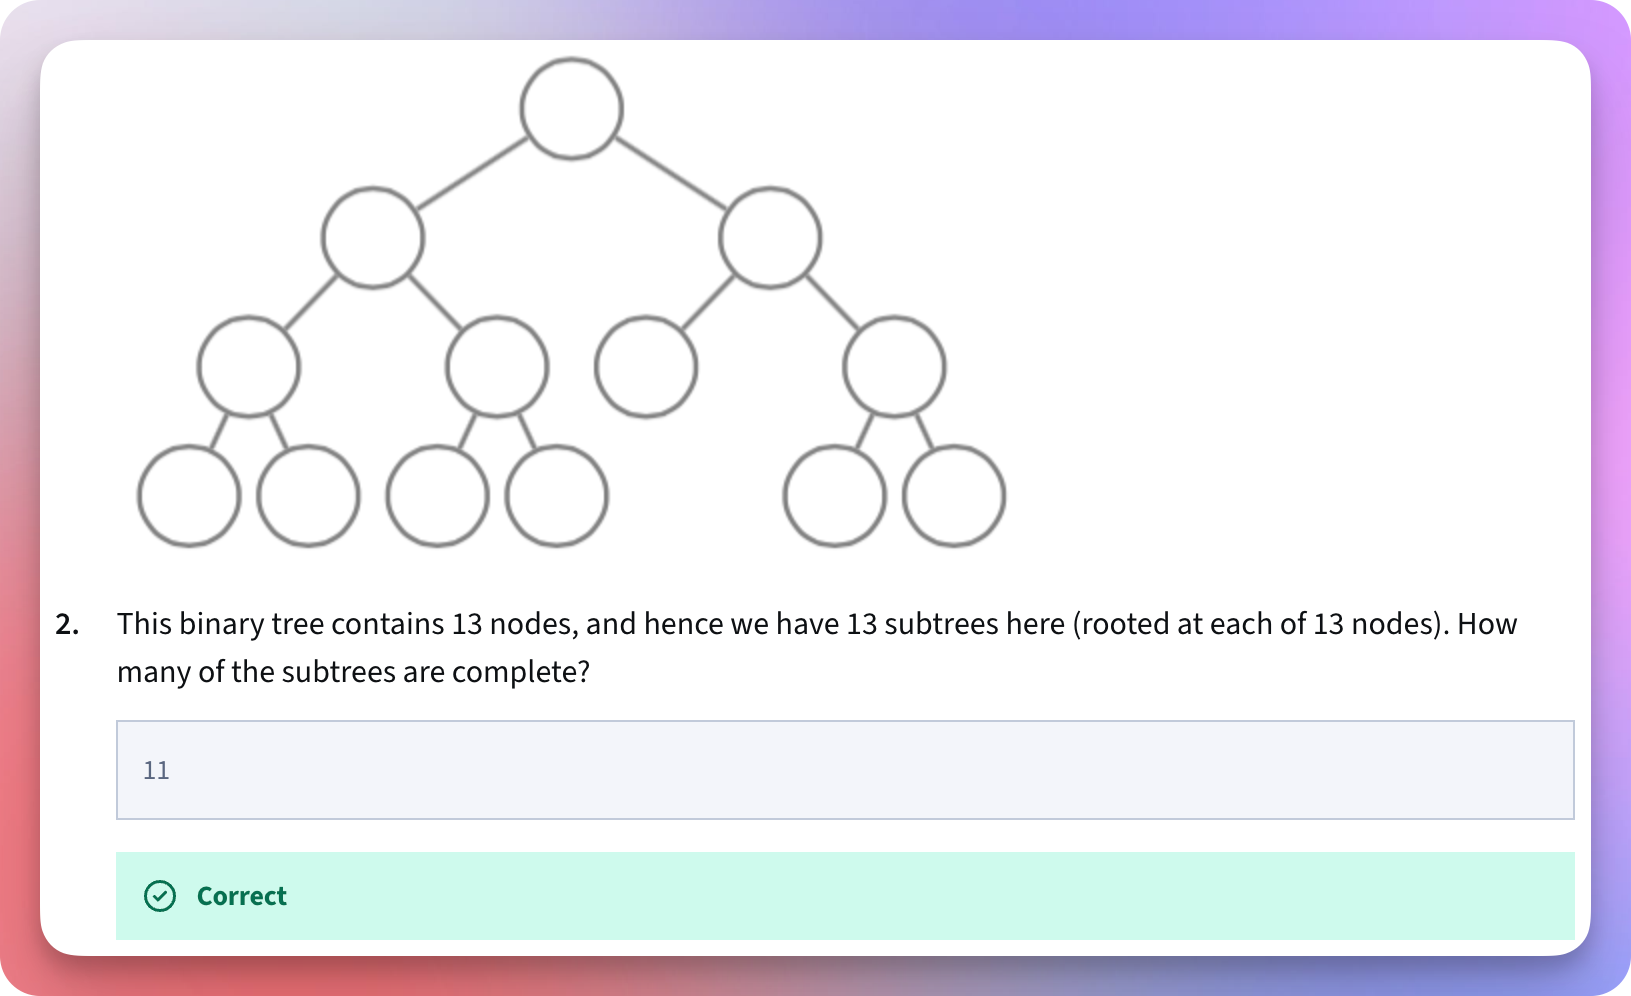 2. This binary tree contains 13 nodes, and hence we have 13 subtrees here (rooted at each of 13 nodes). How
many of the subtrees are complete?
11
Correct